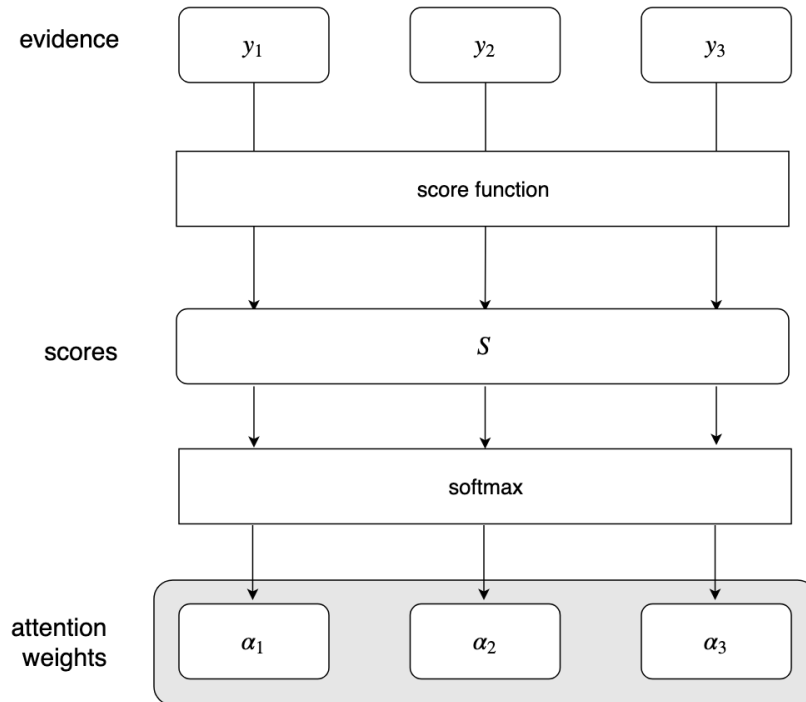 evidence
y₁ y₂ y₃
score function
scores
S
softmax
attention
weights
α₁ α₂ α₃